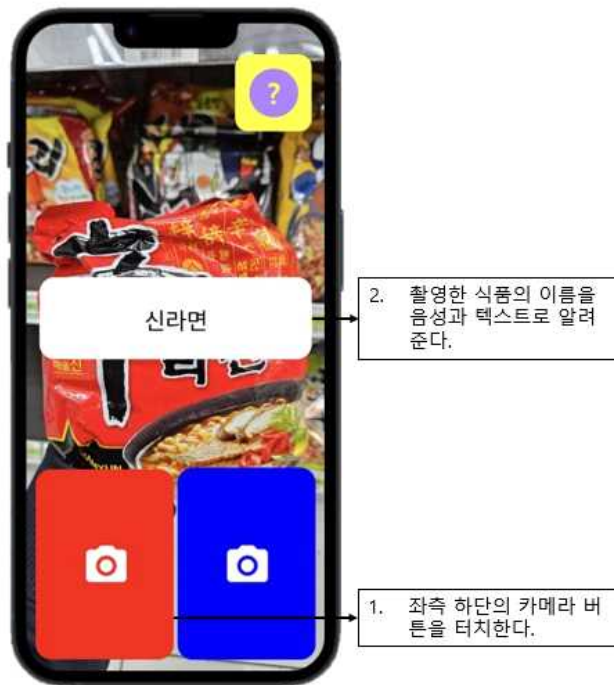 ?
신라면
2. 촬영한 식품의 이름을
음성과 텍스트로 알려
준다.
1. 좌측 하단의 카메라 버
튼을 터치한다.